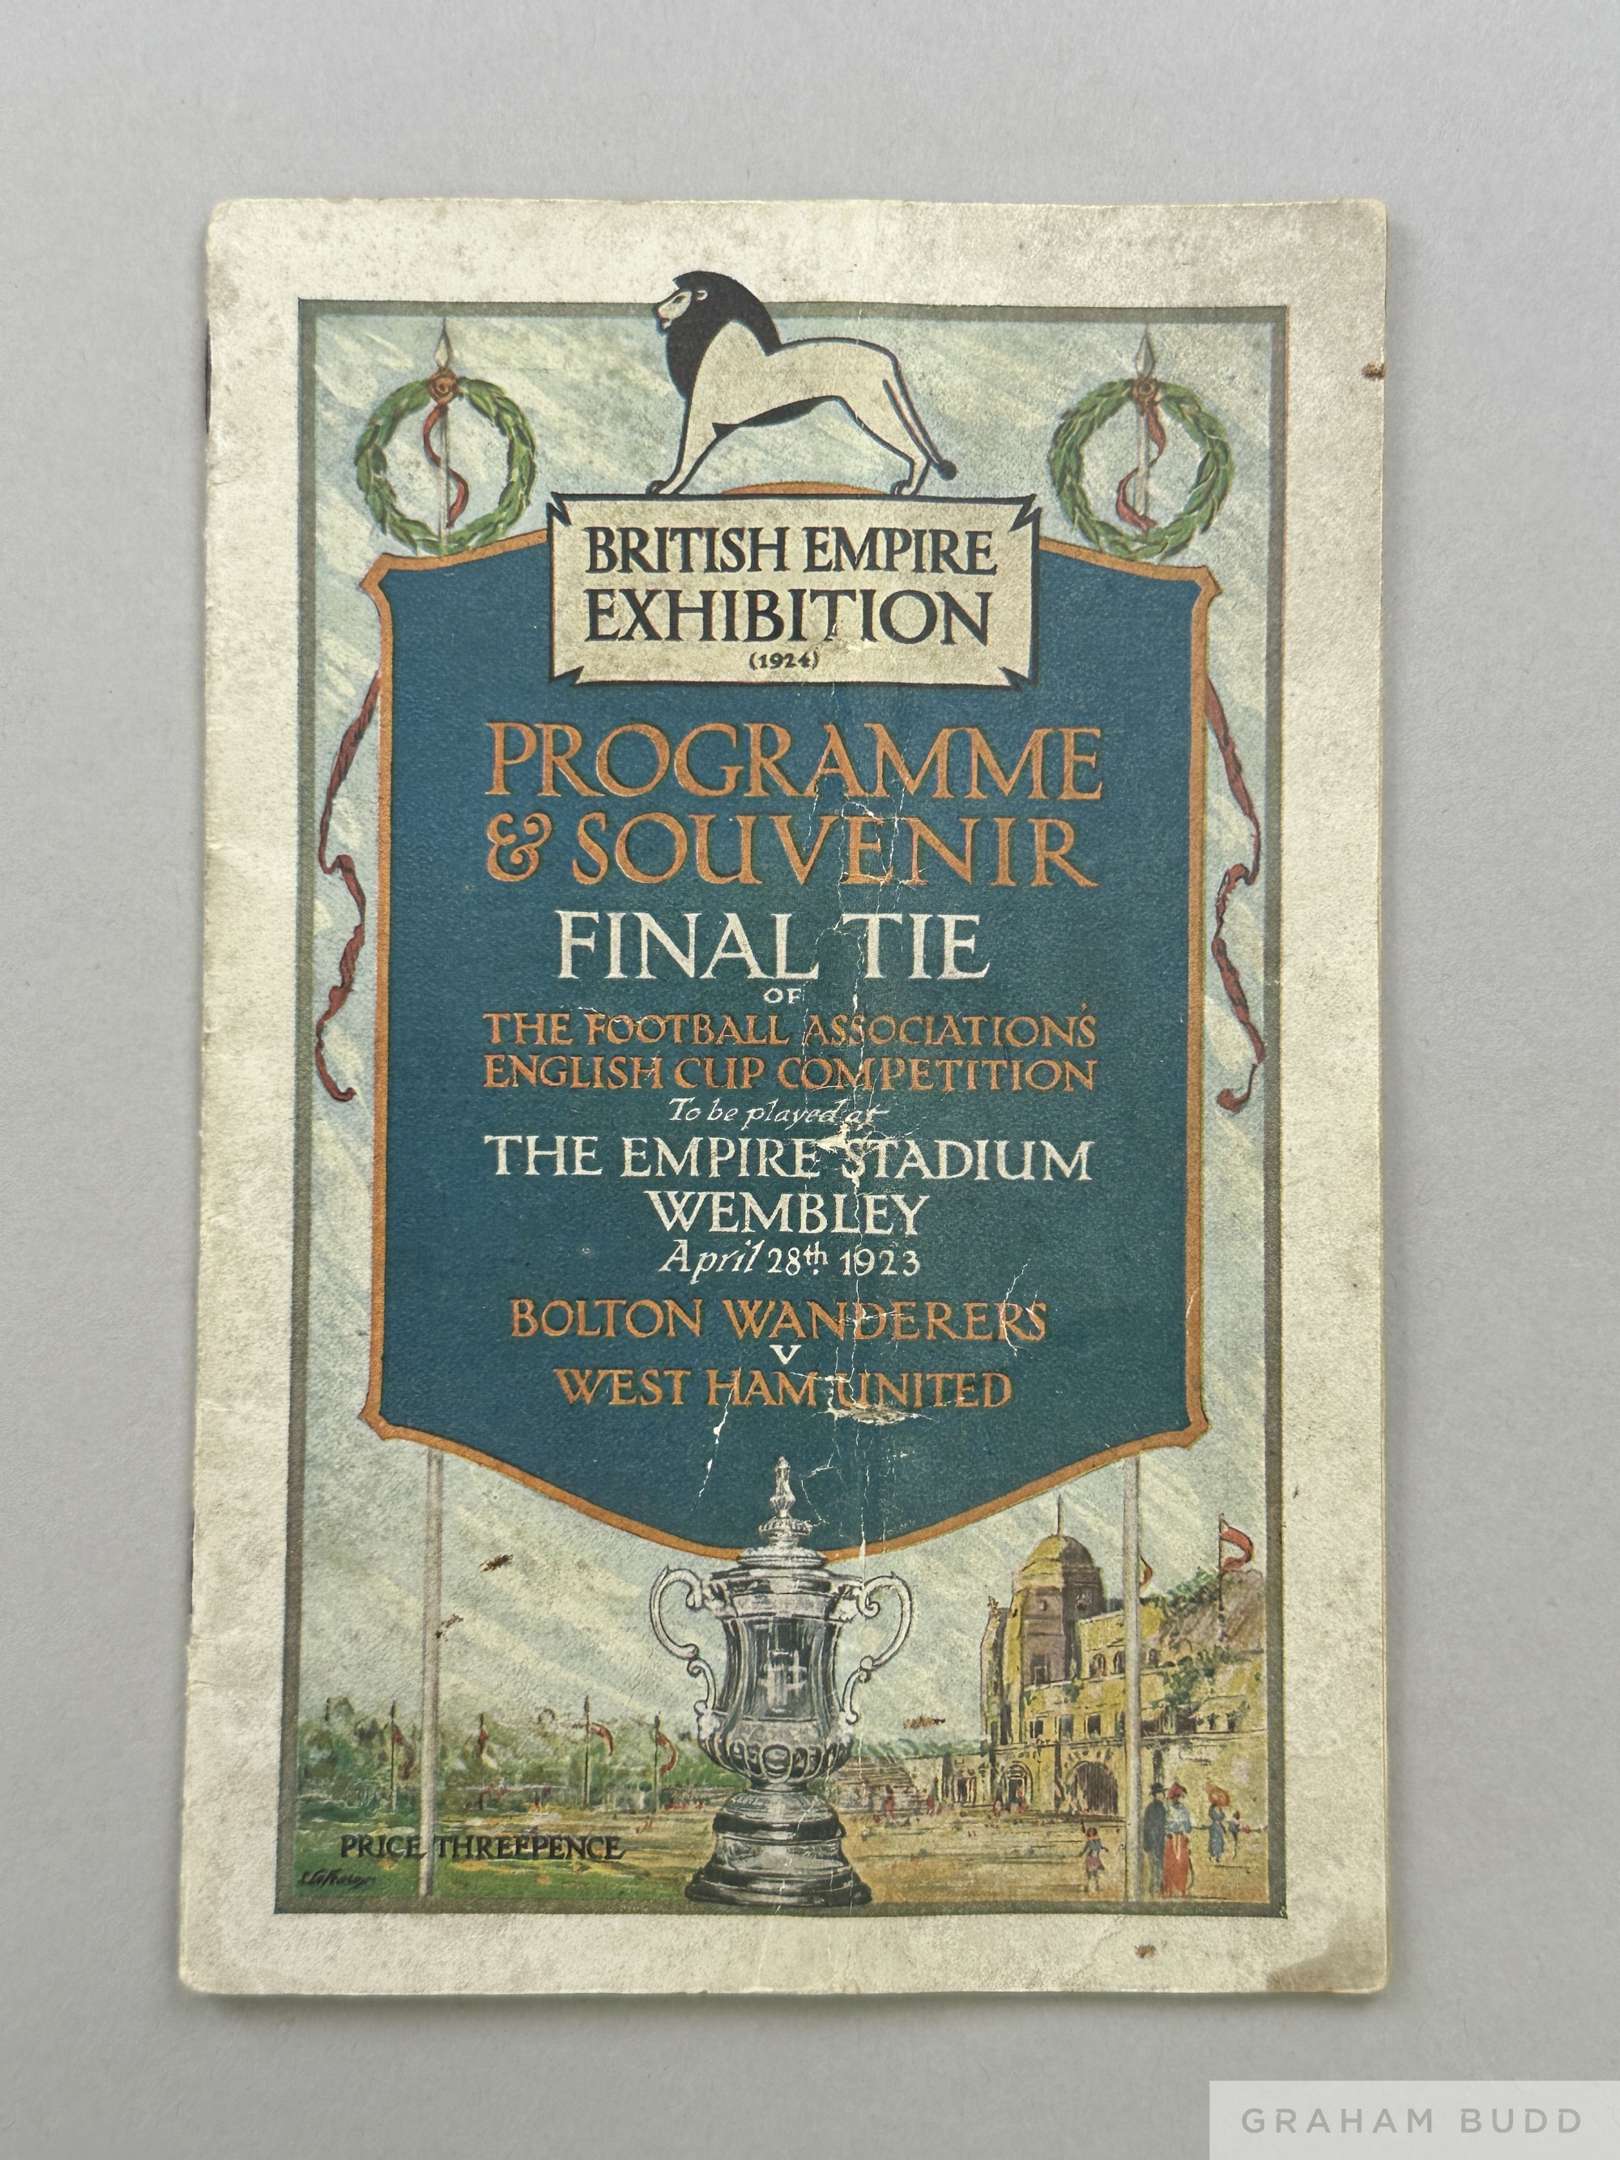 BRITISH EMPIRE
EXHIBITION
(1924)
PROGRAMME
& SOUVENIR
FINAL TIE
OF
THE FOOTBALL ASSOCIATION'S
ENGLISH CUP COMPETITION
To be played at
THE EMPIRE STADIUM
WEMBLEY
April 28th 1923
BOLTON WANDERERS
V
WEST HAM UNITED
PRICE THREEPENCE
GRAHAM BUDD